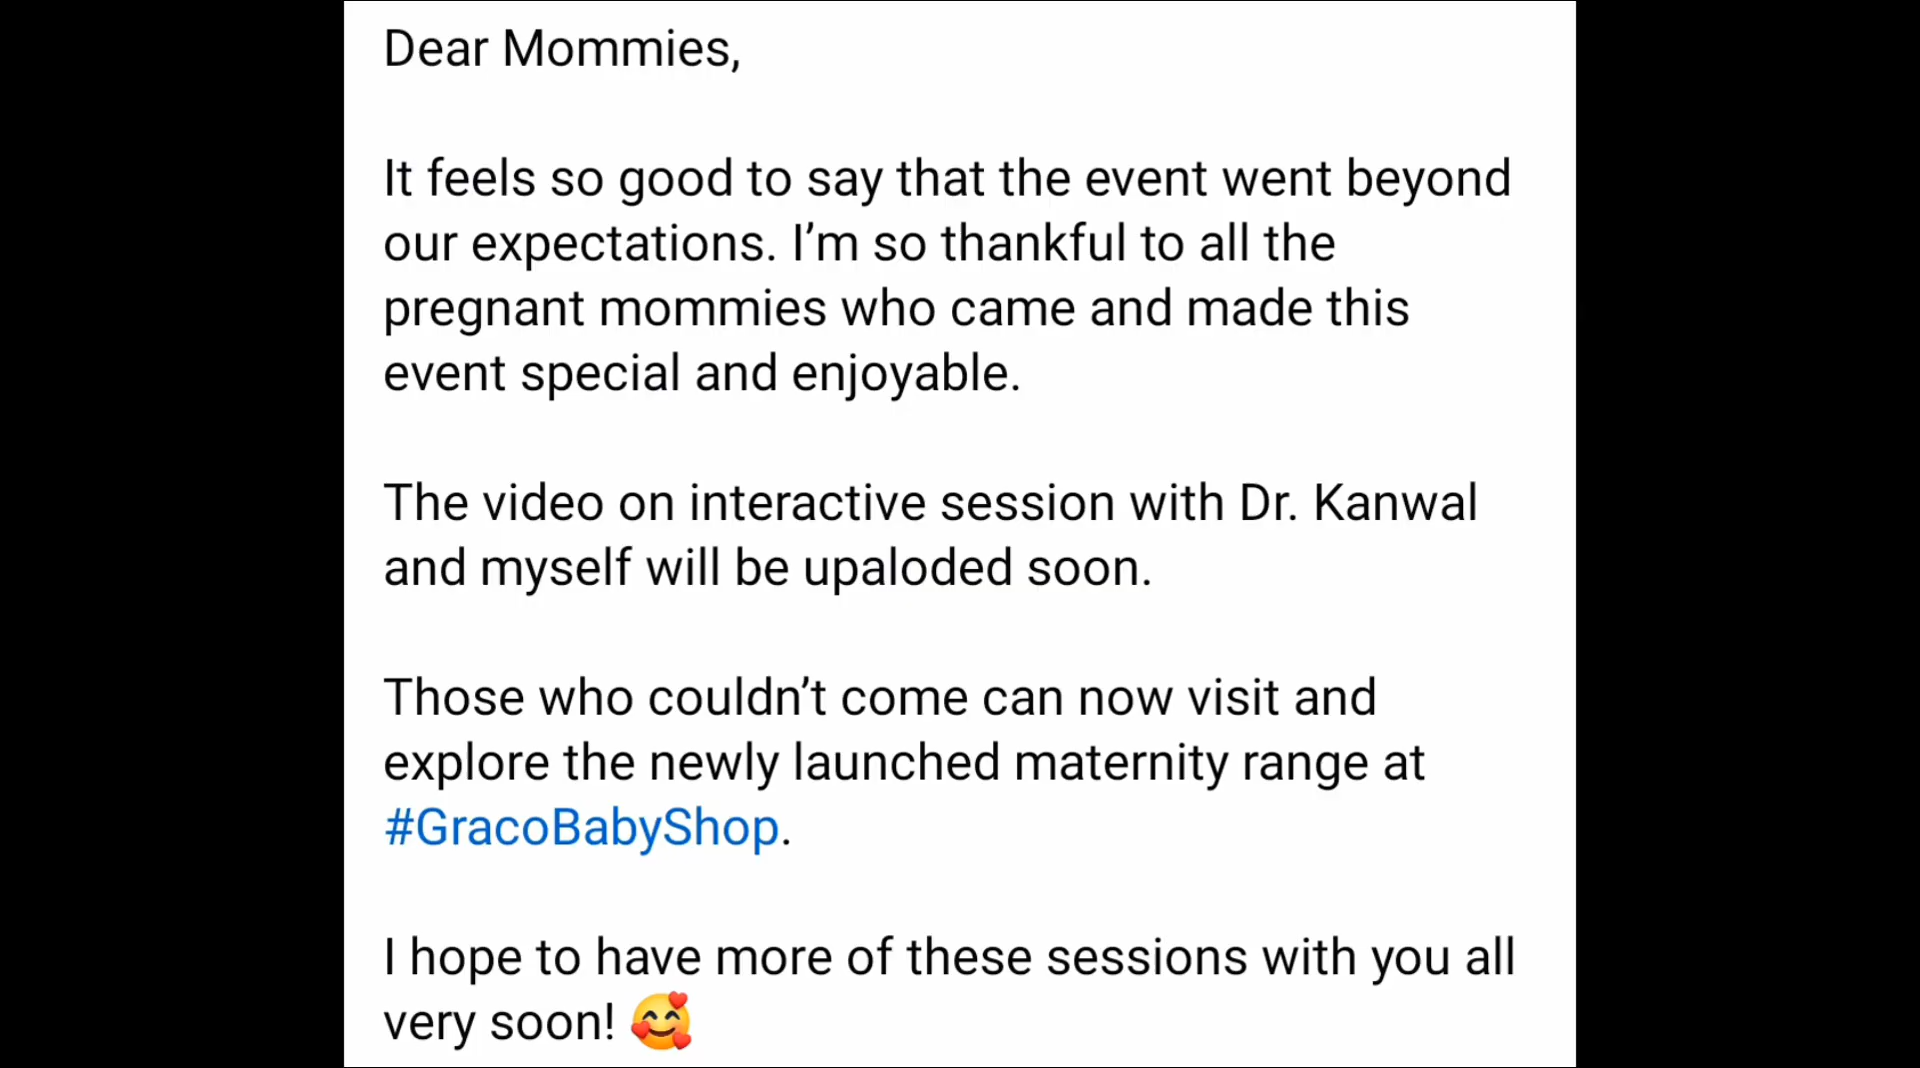 Dear Mommies,
It feels so good to say that the event went beyond
our expectations. I’m so thankful to all the
pregnant mommies who came and made this
event special and enjoyable.
The video on interactive session with Dr. Kanwal
and myself will be upaloded soon.
Those who couldn’t come can now visit and
explore the newly launched maternity range at
#GracoBabyShop.
I hope to have more of these sessions with you all
very soon! 🥰